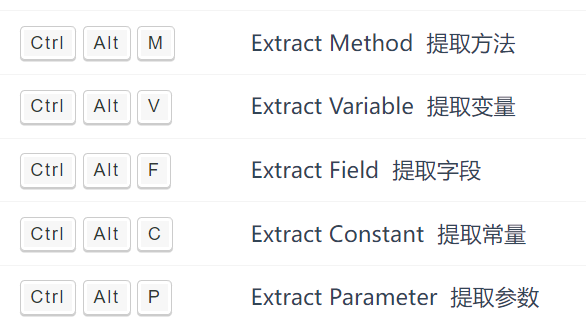 Ctrl Alt M Extract Method 提取方法
Ctrl Alt V Extract Variable 提取变量
Ctrl Alt F Extract Field 提取字段
Ctrl Alt C Extract Constant 提取常量
Ctrl Alt P Extract Parameter 提取参数